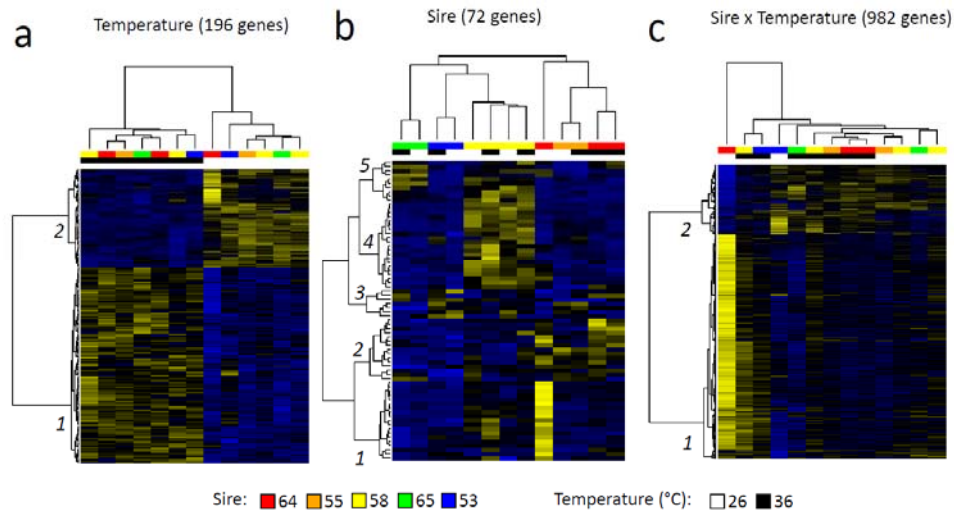 a
Temperature (196 genes)
b
Sire (72 genes)
c
Sire x Temperature (982 genes)
2
1
5
4
3
2
1
2
1
Sire: 64 55 58 65 53 Temperature (°C): 26 36